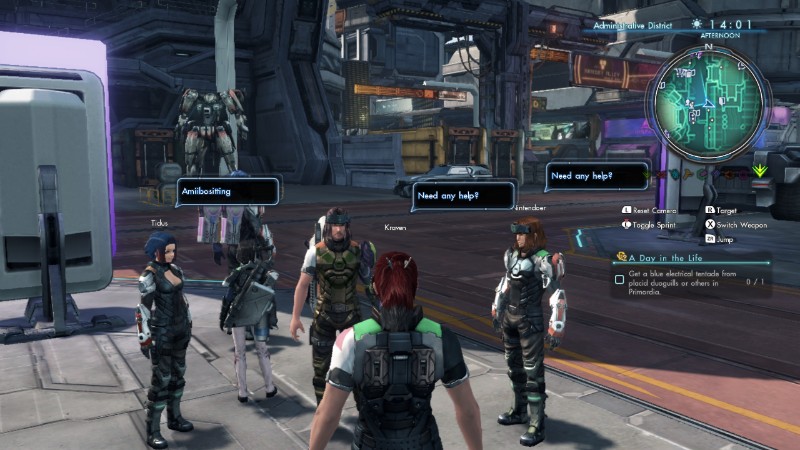 Administrative District
14:01
AFTERNOON
N
Amiibositting
Need any help?
Need any help?
Tidus
Kraven
L Reset Camera
R Target
L Toggle Sprint
X Switch Weapon
ZR Jump
A Day in the Life
Get a blue electrical tentacle from
placid duoguills or others in
Primordia.
0 / 1